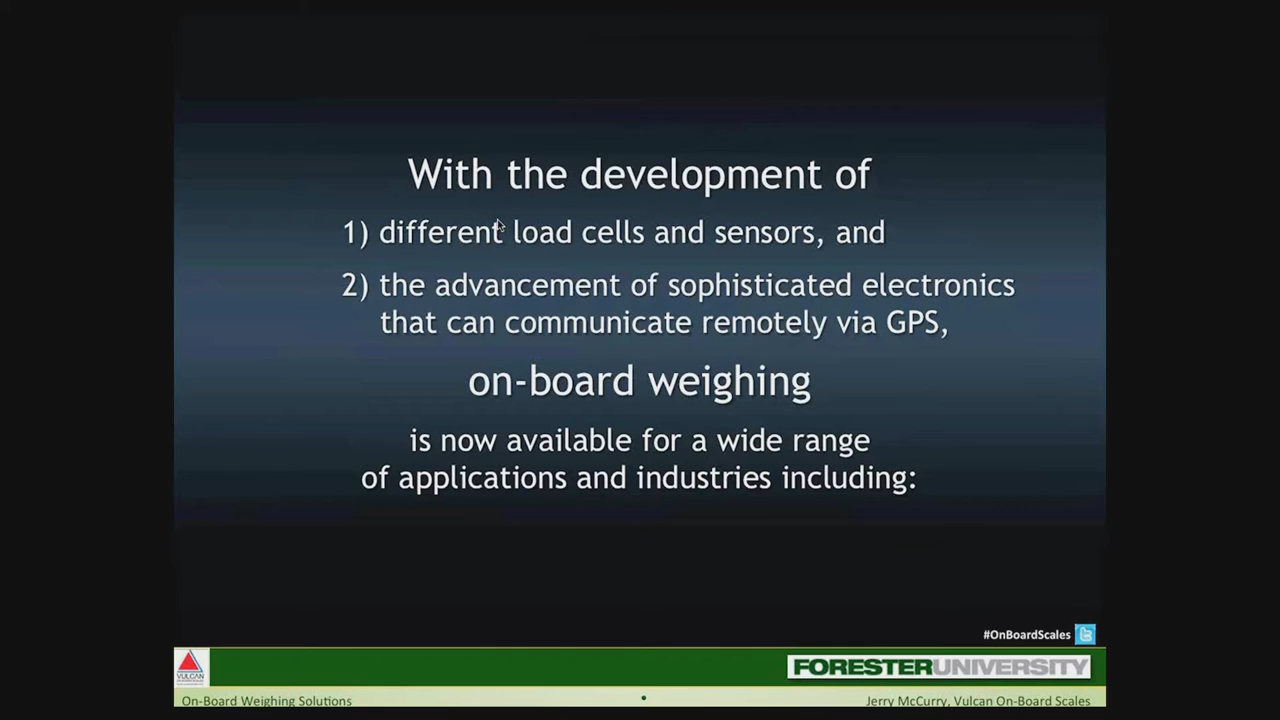 With the development of
1) different load cells and sensors, and
2) the advancement of sophisticated electronics
that can communicate remotely via GPS,
on-board weighing
is now available for a wide range
of applications and industries including:
#OnBoardScales
VULCAN
FORESTERUNIVERSITY
On-Board Weighing Solutions
Jerry McCurry, Vulcan On-Board Scales